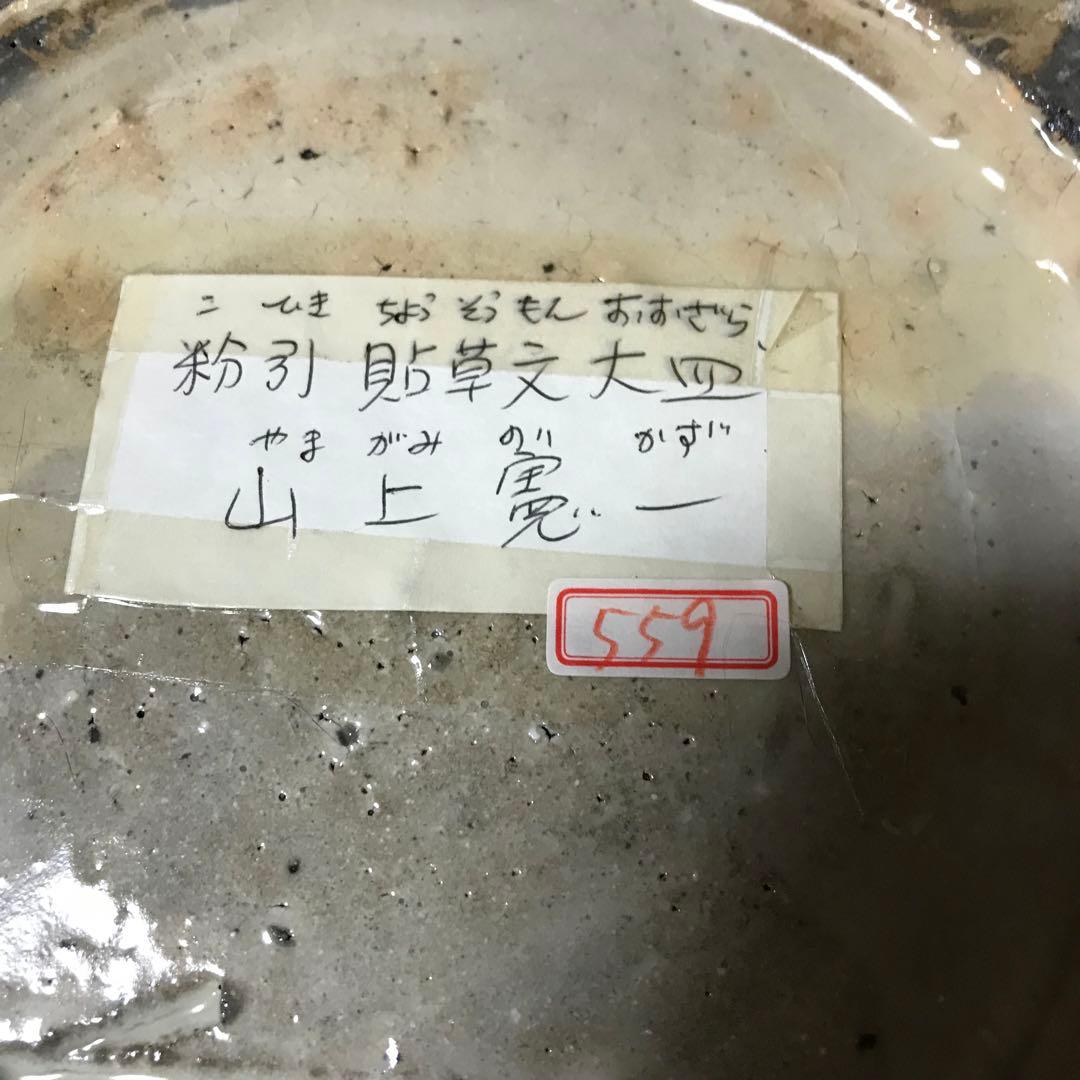 こ ひき ちょう そう もん おおざら
粉引 貼草文大皿
やま がみ のり かず
山上憲一
559